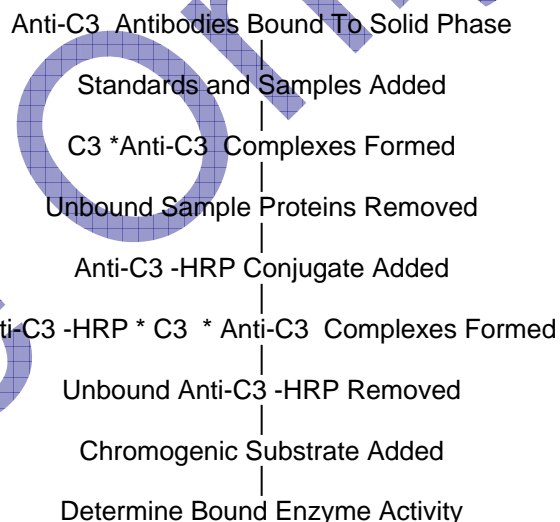 Anti-C3 Antibodies Bound To Solid Phase
Standards and Samples Added
C3 *Anti-C3 Complexes Formed
Unbound Sample Proteins Removed
Anti-C3 -HRP Conjugate Added
ti-C3 -HRP * C3 * Anti-C3 Complexes Formed
Unbound Anti-C3 -HRP Removed
Chromogenic Substrate Added
Determine Bound Enzyme Activity